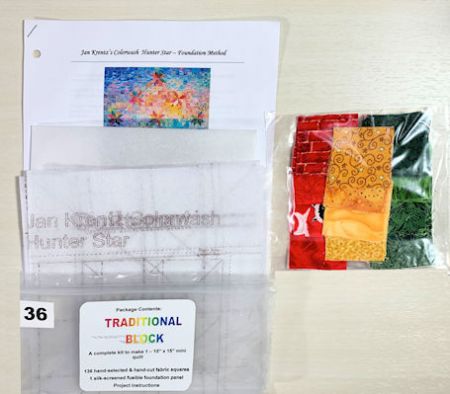 Jan Krentz's Colorwash Hunter Star – Foundation Method
Jan Krentz Colorwash
Hunter Star
36
Package Contents:
TRADITIONAL
BLOCK
A complete kit to make 1 – 15" x 15" mini
quilt
136 hand-selected & hand-cut fabric squares
1 silk-screened fusible foundation panel
Project instructions